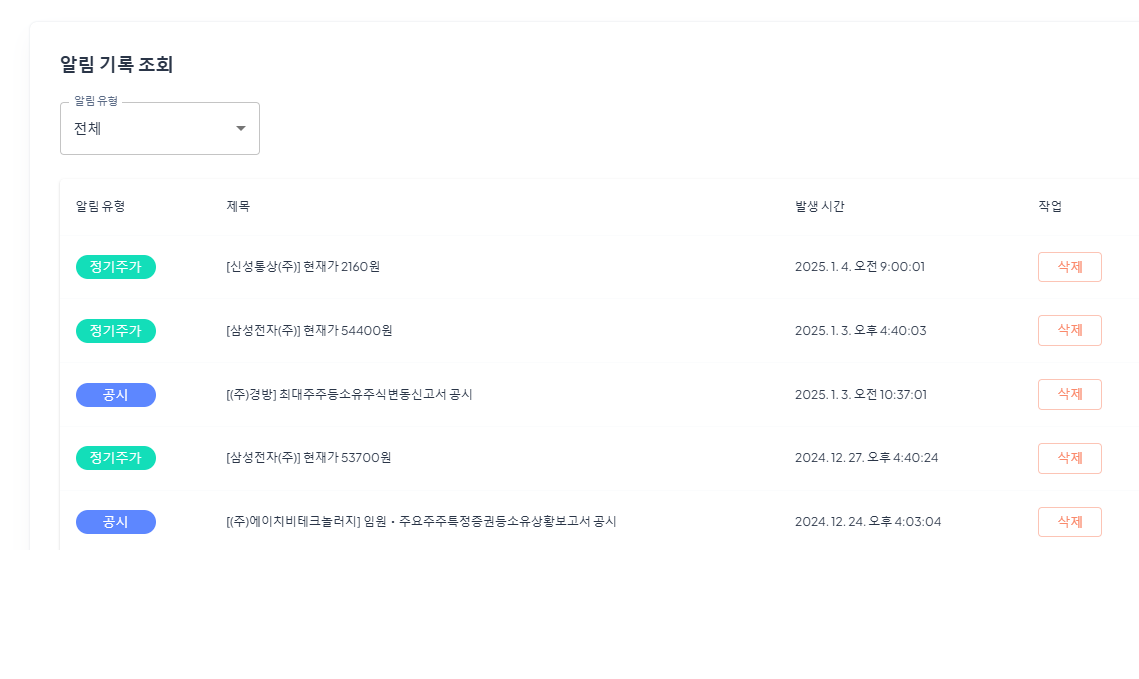 알림 기록 조회
알림 유형
전체
알림 유형 제목 발생 시간 작업
정기주가 [신성통상(주)] 현재가 2160원 2025. 1. 4. 오전 9:00:01 삭제
정기주가 [삼성전자(주)] 현재가 54400원 2025. 1. 3. 오후 4:40:03 삭제
공시 [(주)경방] 최대주주등소유주식변동신고서 공시 2025. 1. 3. 오전 10:37:01 삭제
정기주가 [삼성전자(주)] 현재가 53700원 2024. 12. 27. 오후 4:40:24 삭제
공시 [(주)에이치비테크놀러지] 임원ㆍ주요주주특정증권등소유상황보고서 공시 2024. 12. 24. 오후 4:03:04 삭제